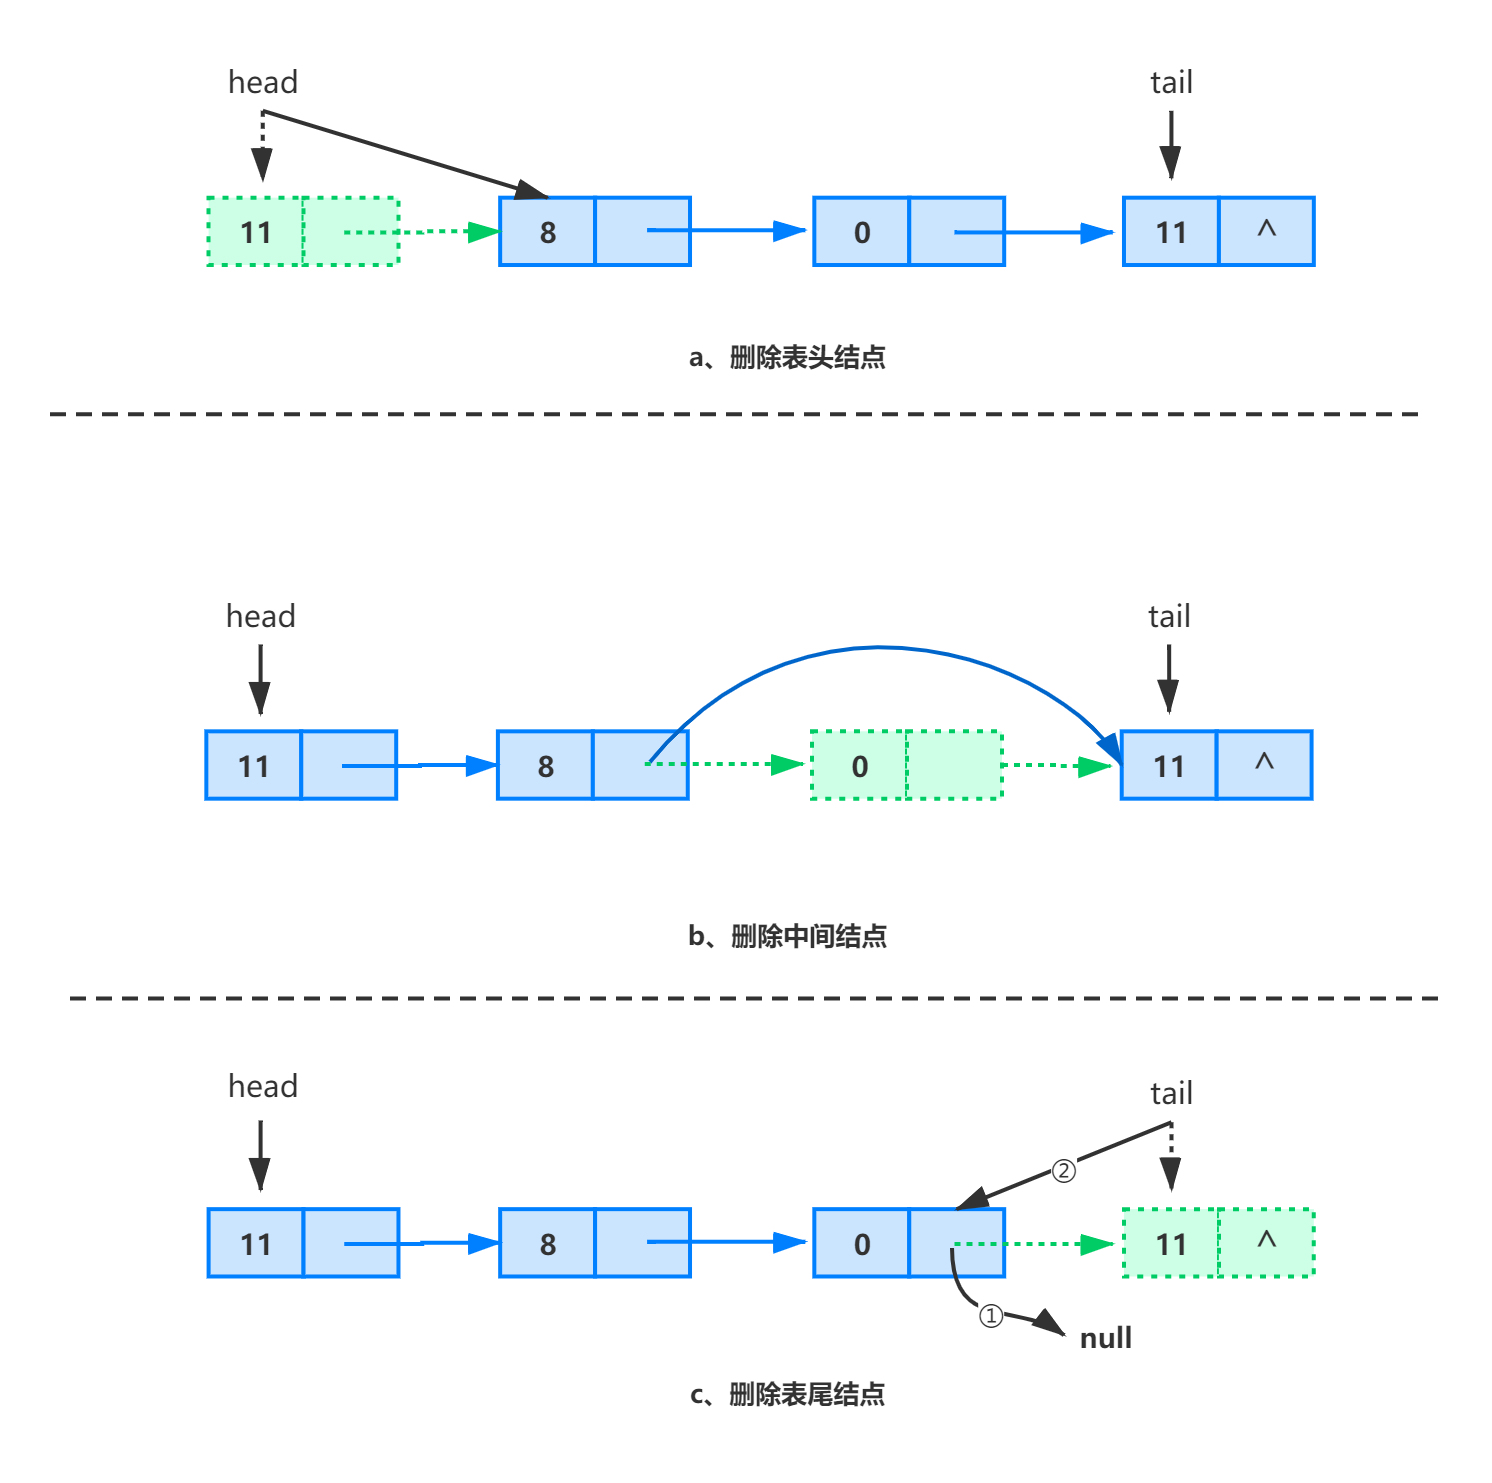 head tail
11 8 0 11 ^
a、删除表头结点
head tail
11 8 0 11 ^
b、删除中间结点
head tail
②
11 8 0 11 ^
① null
c、删除表尾结点